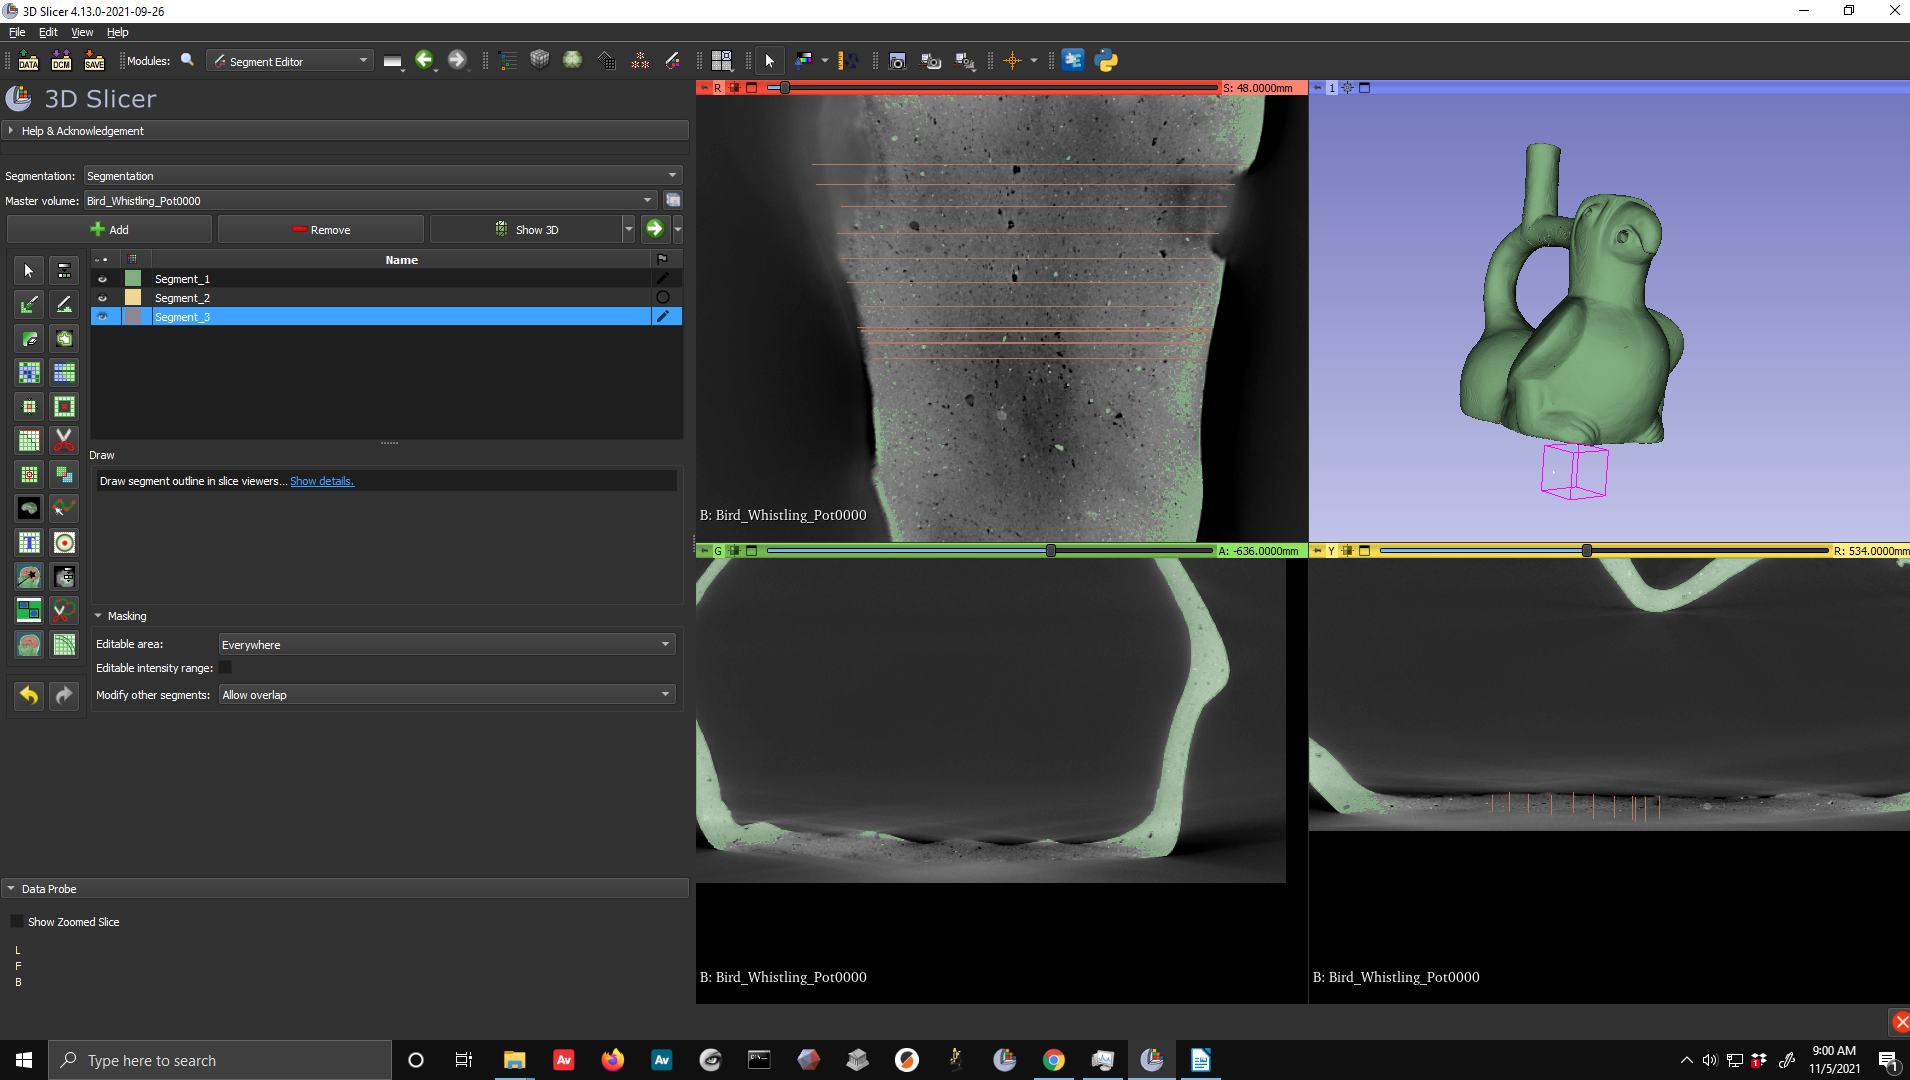 3D Slicer 4.13.0-2021-09-26
File Edit View Help
DATA DCM SAVE Modules: Segment Editor
3D Slicer
Help & Acknowledgement
Segmentation: Segmentation
Master volume: Bird_Whistling_Pot0000
Add Remove Show 3D
Name
Segment_1
Segment_2
Segment_3
Draw
Draw segment outline in slice viewers... Show details.
Masking
Editable area: Everywhere
Editable intensity range:
Modify other segments: Allow overlap
Data Probe
Show Zoomed Slice
L
F
B
R S: 48.0000mm
B: Bird_Whistling_Pot0000
1
G A: -636.0000mm
B: Bird_Whistling_Pot0000
Y R: 534.0000mm
B: Bird_Whistling_Pot0000
Type here to search
Av
Av
9:00 AM
11/5/2021
1